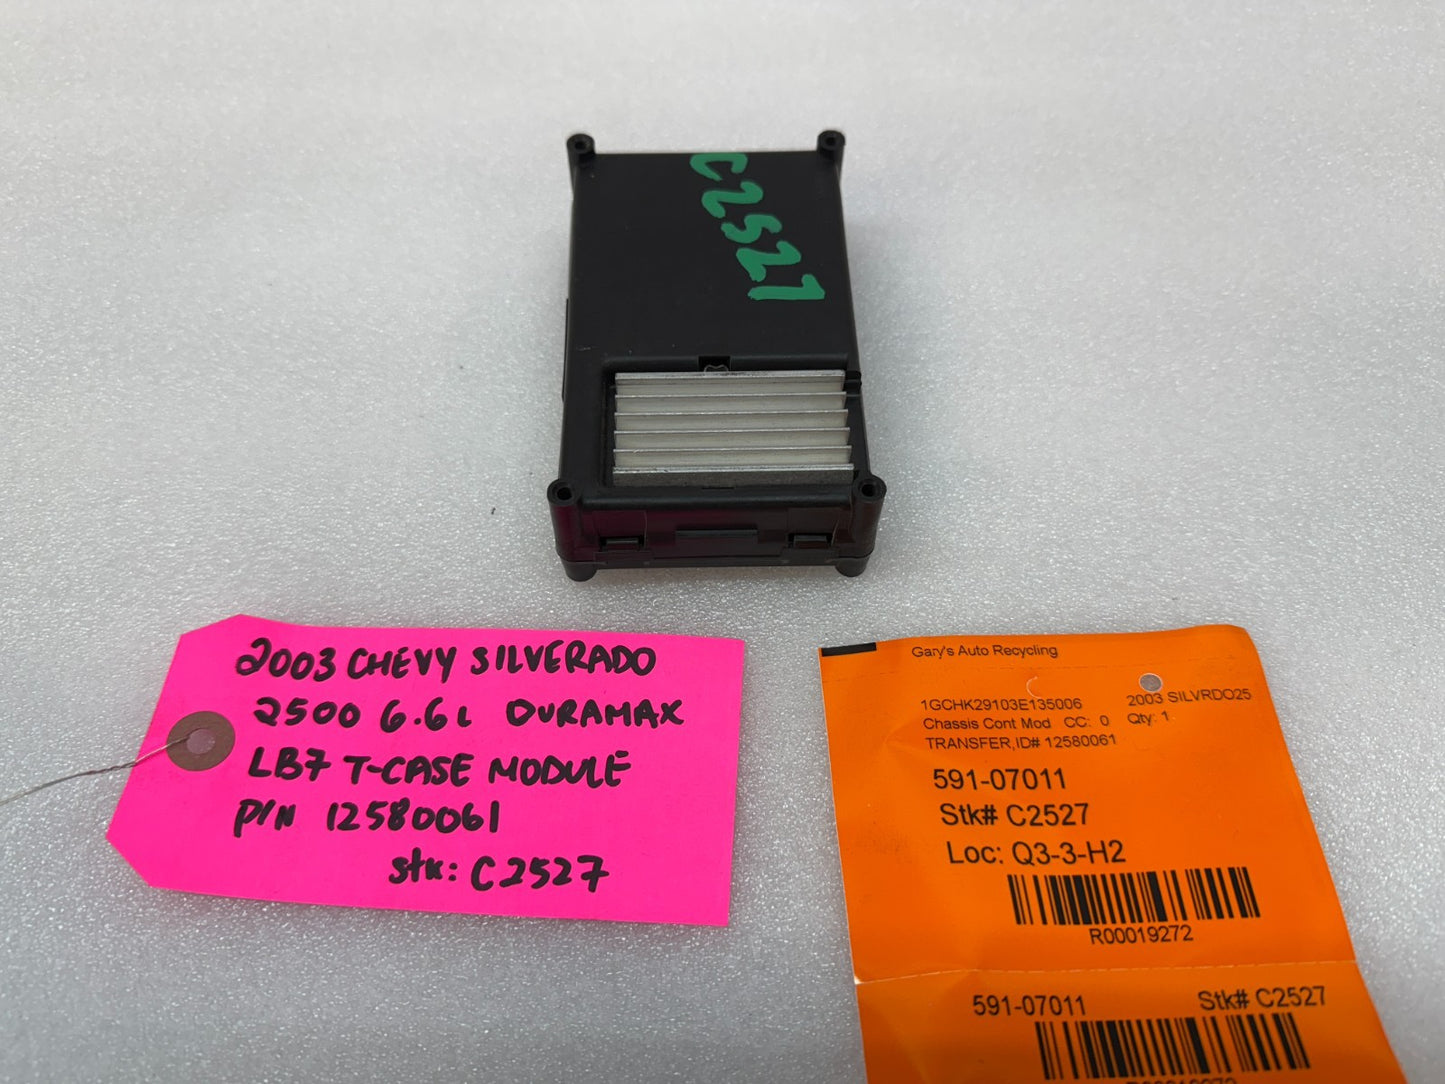 C2527
2003 CHEVY SILVERADO
2500 6.6L DURAMAX
LB7 T-CASE MODULE
P/N 12580061
stk: C2527
Gary's Auto Recycling
1GCHK29103E135006 2003 SILVRDO25
Chassis Cont Mod CC: 0 Qty: 1
TRANSFER,ID# 12580061
591-07011
Stk# C2527
Loc: Q3-3-H2
R00019272
591-07011 Stk# C2527